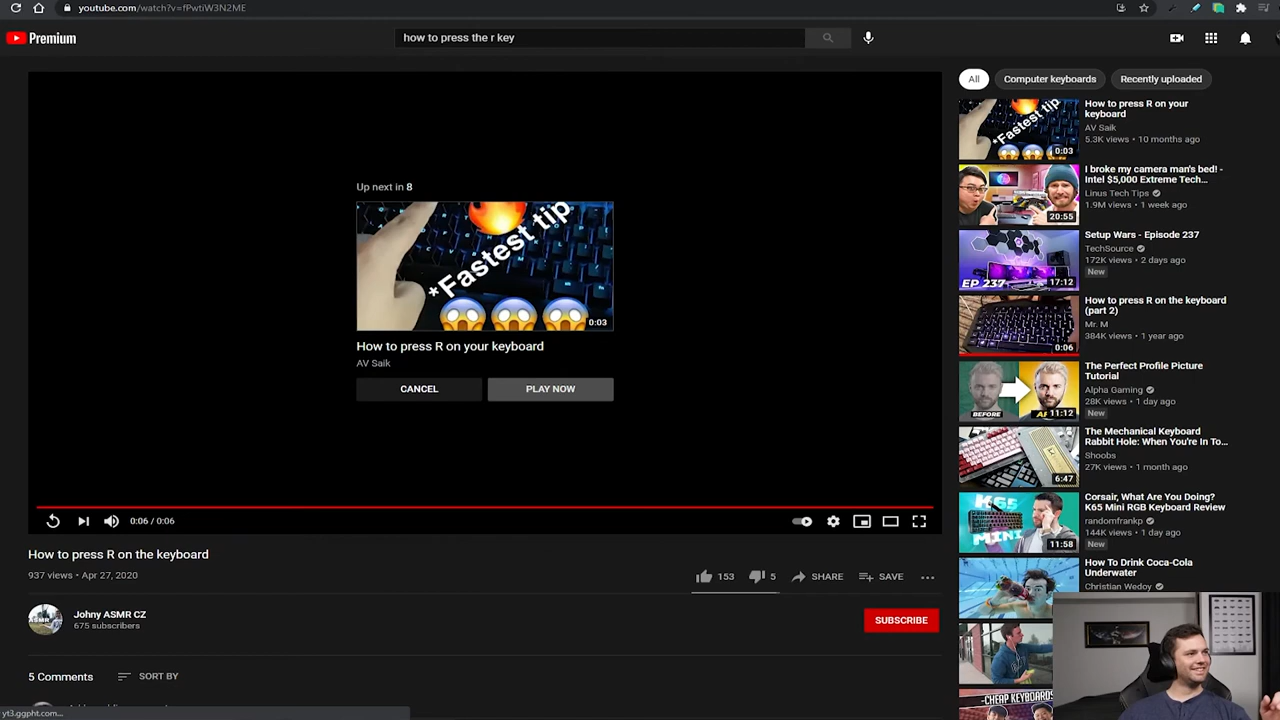 youtube.com/watch?v=fPwtiW3N2ME
Premium
how to press the r key
Up next in 8
*Fastest tip
0:03
How to press R on your keyboard
AV Saik
CANCEL
PLAY NOW
0:06 / 0:06
How to press R on the keyboard
937 views • Apr 27, 2020
153
5
SHARE
SAVE
ASMR
Johny ASMR CZ
675 subscribers
SUBSCRIBE
5 Comments
SORT BY
yt3.ggpht.com...
All
Computer keyboards
Recently uploaded
*Fastest tip
0:03
How to press R on your
keyboard
AV Saik
5.3K views • 10 months ago
20:55
I broke my camera man's bed! -
Intel $5,000 Extreme Tech...
Linus Tech Tips
1.9M views • 1 week ago
EP 237
17:12
Setup Wars - Episode 237
TechSource
172K views • 2 days ago
New
0:06
How to press R on the keyboard
(part 2)
Mr. M
384K views • 1 year ago
BEFORE
11:12
The Perfect Profile Picture
Tutorial
Alpha Gaming
28K views • 1 day ago
New
6:47
The Mechanical Keyboard
Rabbit Hole: When You're In To...
Shoobs
27K views • 1 month ago
K65
MINI
11:58
Corsair, What Are You Doing?
K65 Mini RGB Keyboard Review
randomfrankp
144K views • 1 day ago
New
How To Drink Coca-Cola
Underwater
Christian Wedoy
-CHEAP KEYBOARDS